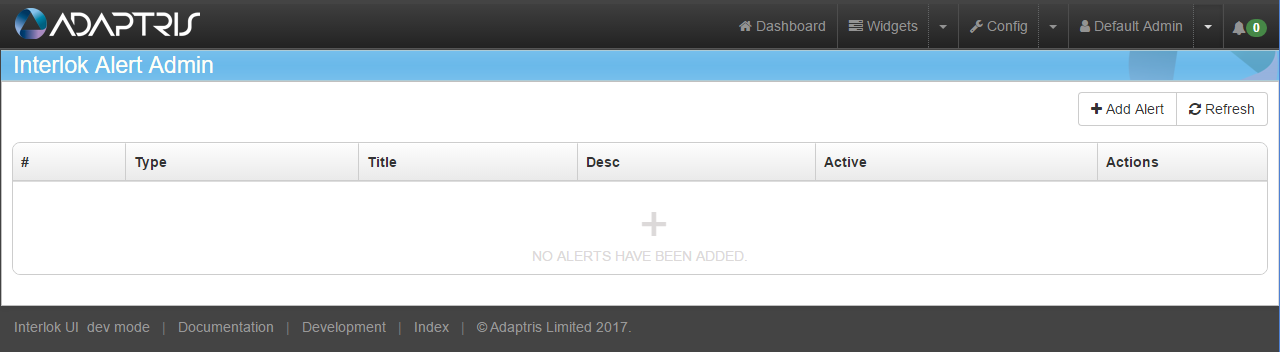 ADAPTRIS Dashboard Widgets Config Default Admin 0
Interlok Alert Admin
Add Alert Refresh
# Type Title Desc Active Actions
NO ALERTS HAVE BEEN ADDED.
Interlok UI dev mode | Documentation | Development | Index | © Adaptris Limited 2017.